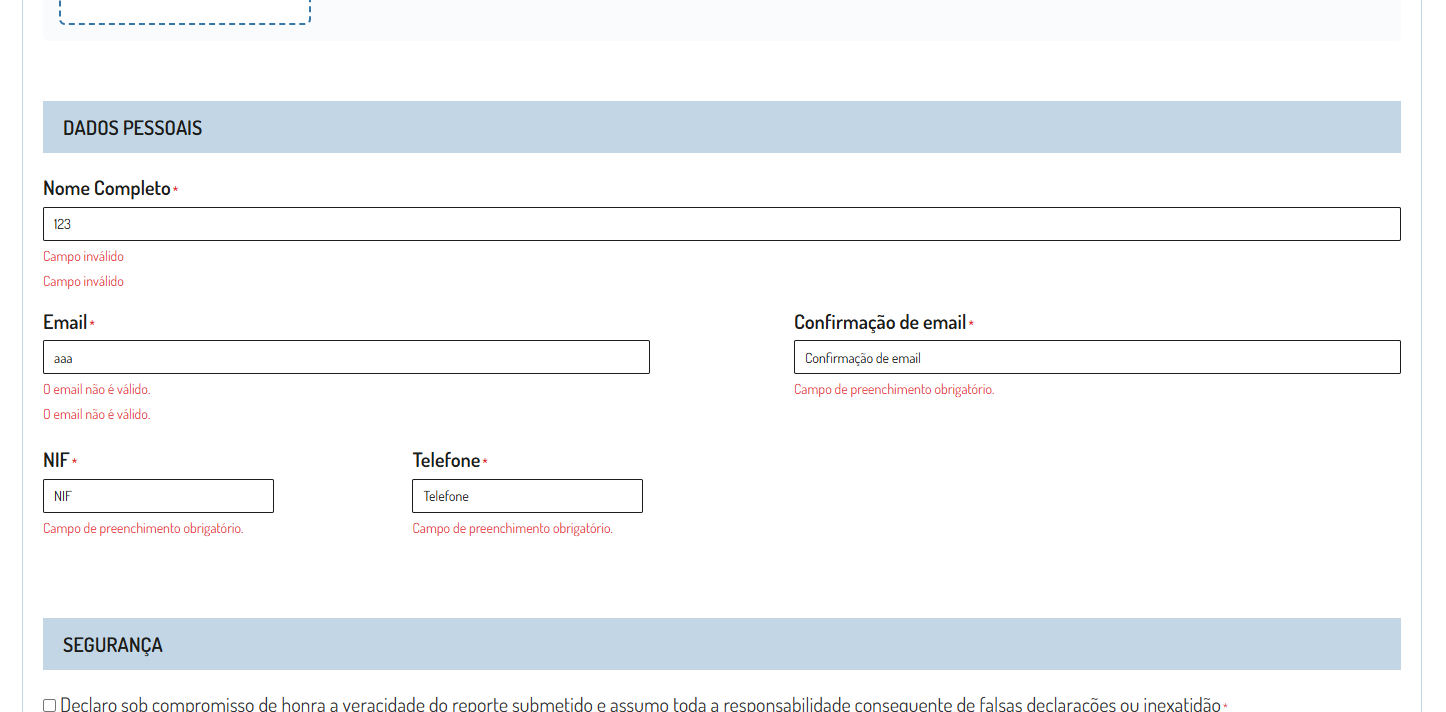 DADOS PESSOAIS
Nome Completo *
123
Campo inválido
Campo inválido
Email * Confirmação de email *
aaa Confirmação de email
O email não é válido. Campo de preenchimento obrigatório.
O email não é válido.
NIF * Telefone *
NIF Telefone
Campo de preenchimento obrigatório. Campo de preenchimento obrigatório.
SEGURANÇA
Declaro sob compromisso de honra a veracidade do reporte submetido e assumo toda a responsabilidade consequente de falsas declarações ou inexatidão *